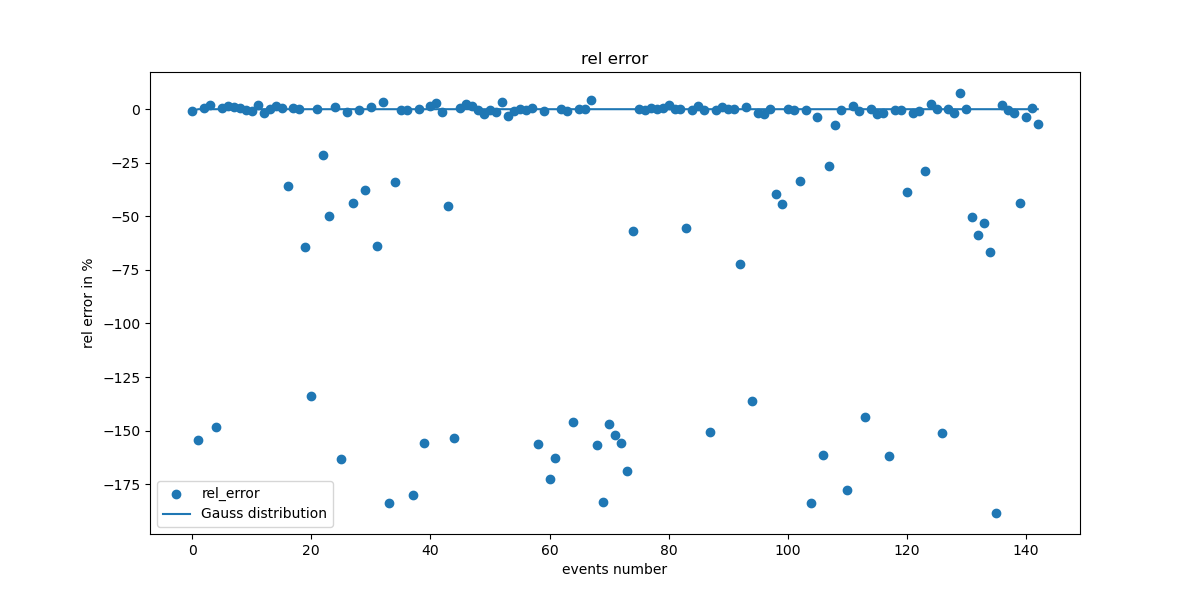 rel error
rel error in %
0
−25
−50
−75
−100
−125
−150
−175
rel_error
Gauss distribution
0 20 40 60 80 100 120 140
events number